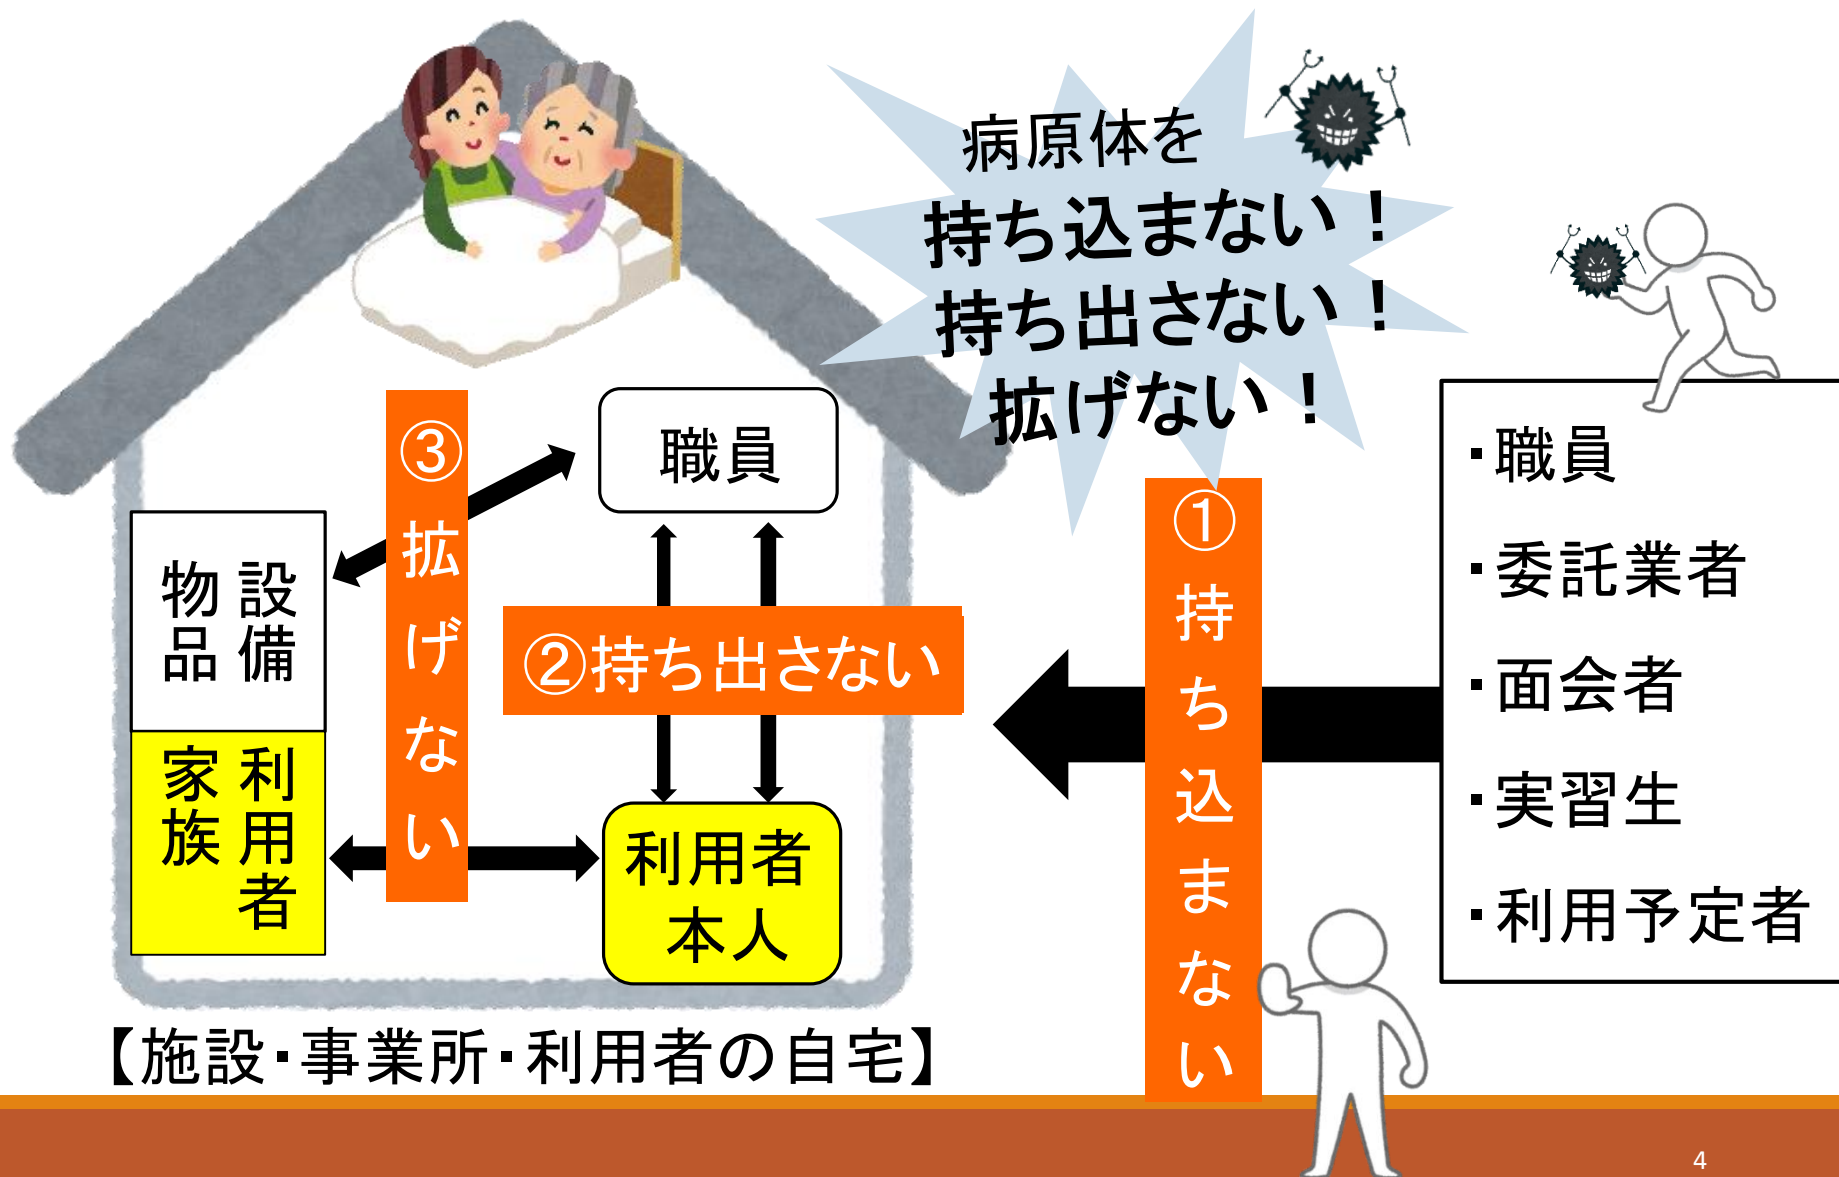 病原体を
持ち込まない！
持ち出さない！
拡げない！
③拡げない
職員
設備
物品
②持ち出さない
利用者
家族
利用者
本人
【施設･事業所･利用者の自宅】
①持ち込まない
･職員
･委託業者
･面会者
･実習生
･利用予定者
4